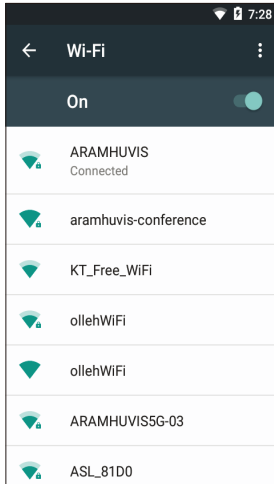 7:28
Wi-Fi
On
ARAMHUVIS
Connected
aramhuvis-conference
KT_Free_WiFi
ollehWiFi
ollehWiFi
ARAMHUVIS5G-03
ASL_81D0